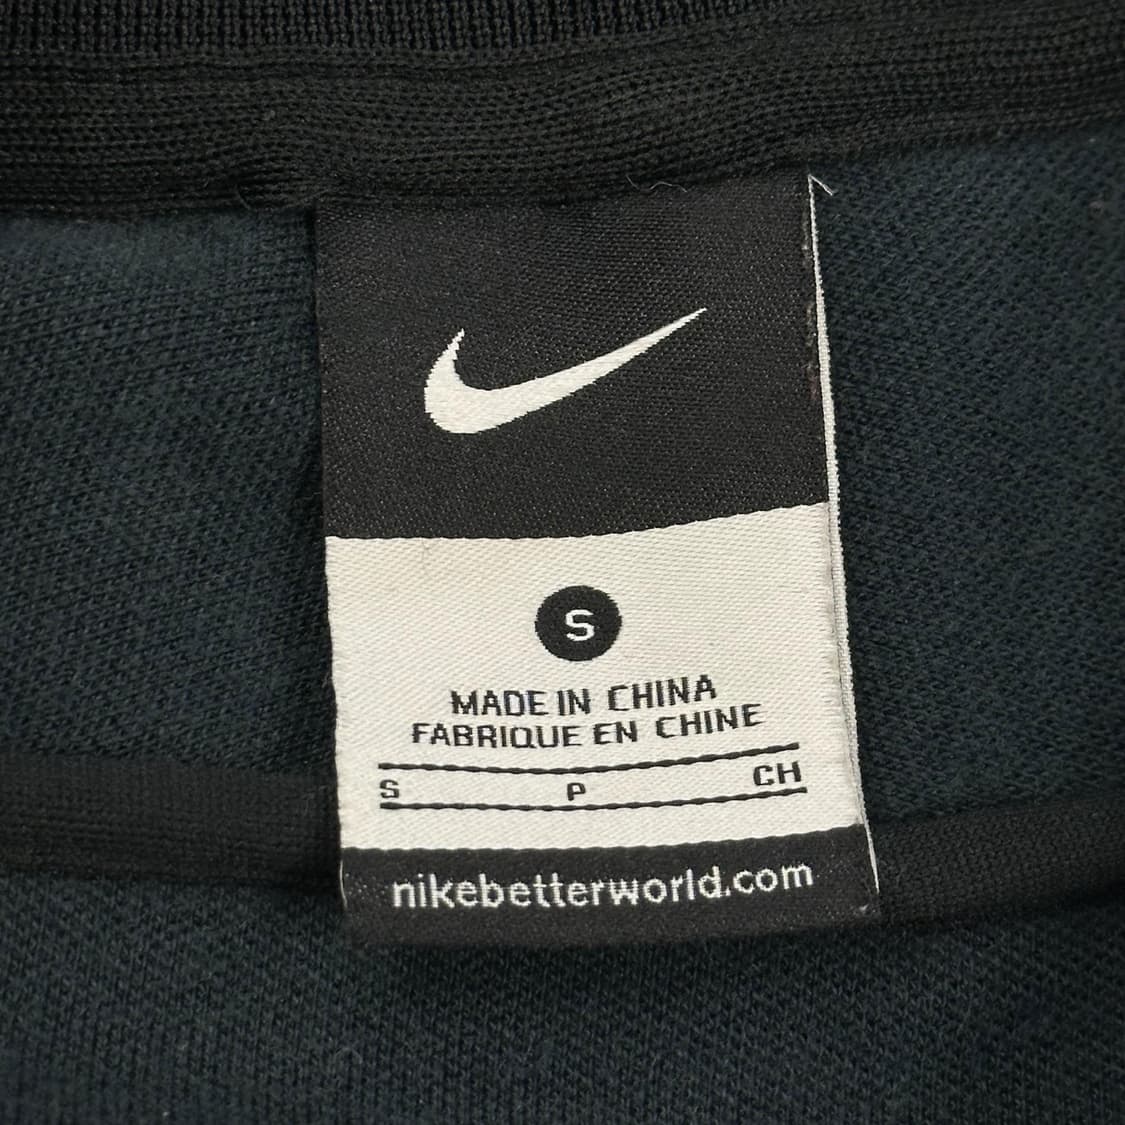 S
MADE IN CHINA
FABRIQUE EN CHINE
S P CH
nikebetterworld.com